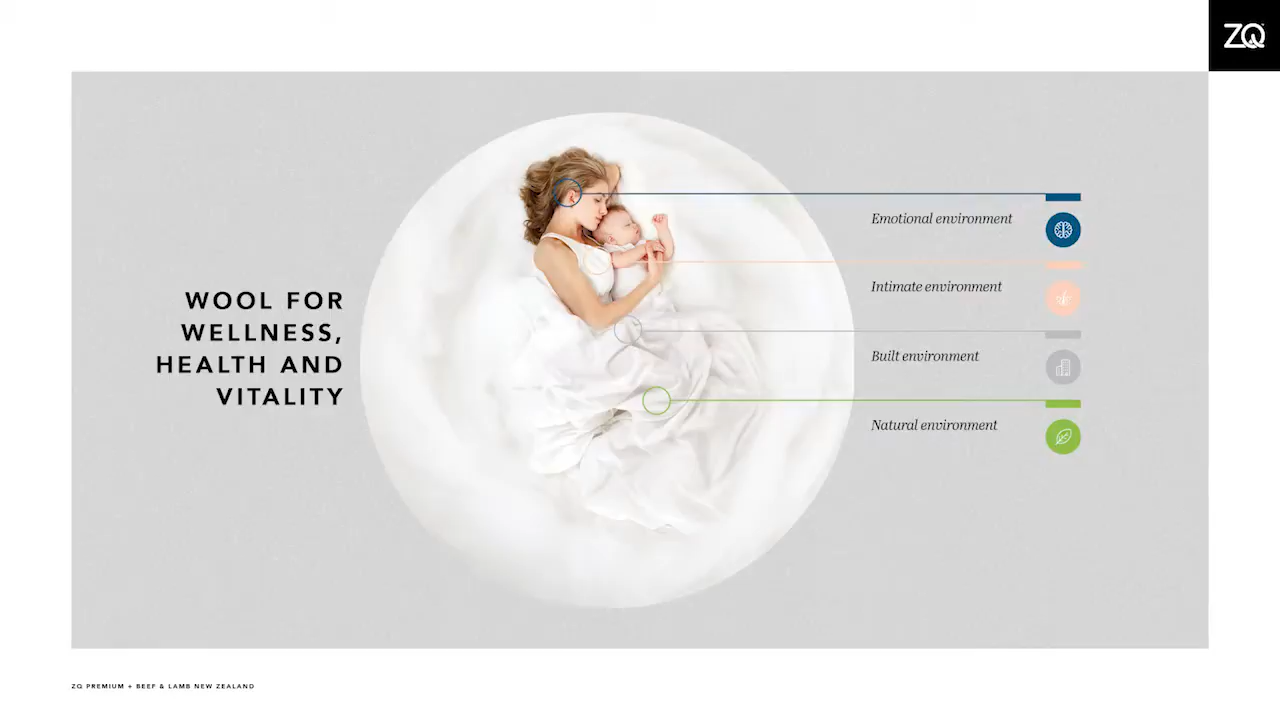 ZQ
WOOL FOR
WELLNESS,
HEALTH AND
VITALITY
Emotional environment
Intimate environment
Built environment
Natural environment
ZQ PREMIUM + BEEF & LAMB NEW ZEALAND